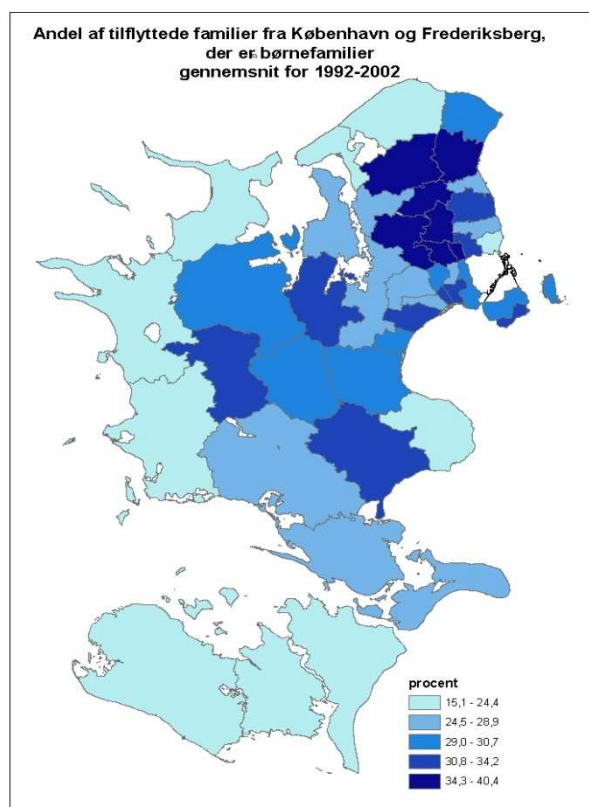 Andel af tilflyttede familier fra København og Frederiksberg,
der er børnefamilier
gennemsnit for 1992-2002
procent
15,1 - 24,4
24,5 - 28,9
29,0 - 30,7
30,8 - 34,2
34,3 - 40,4